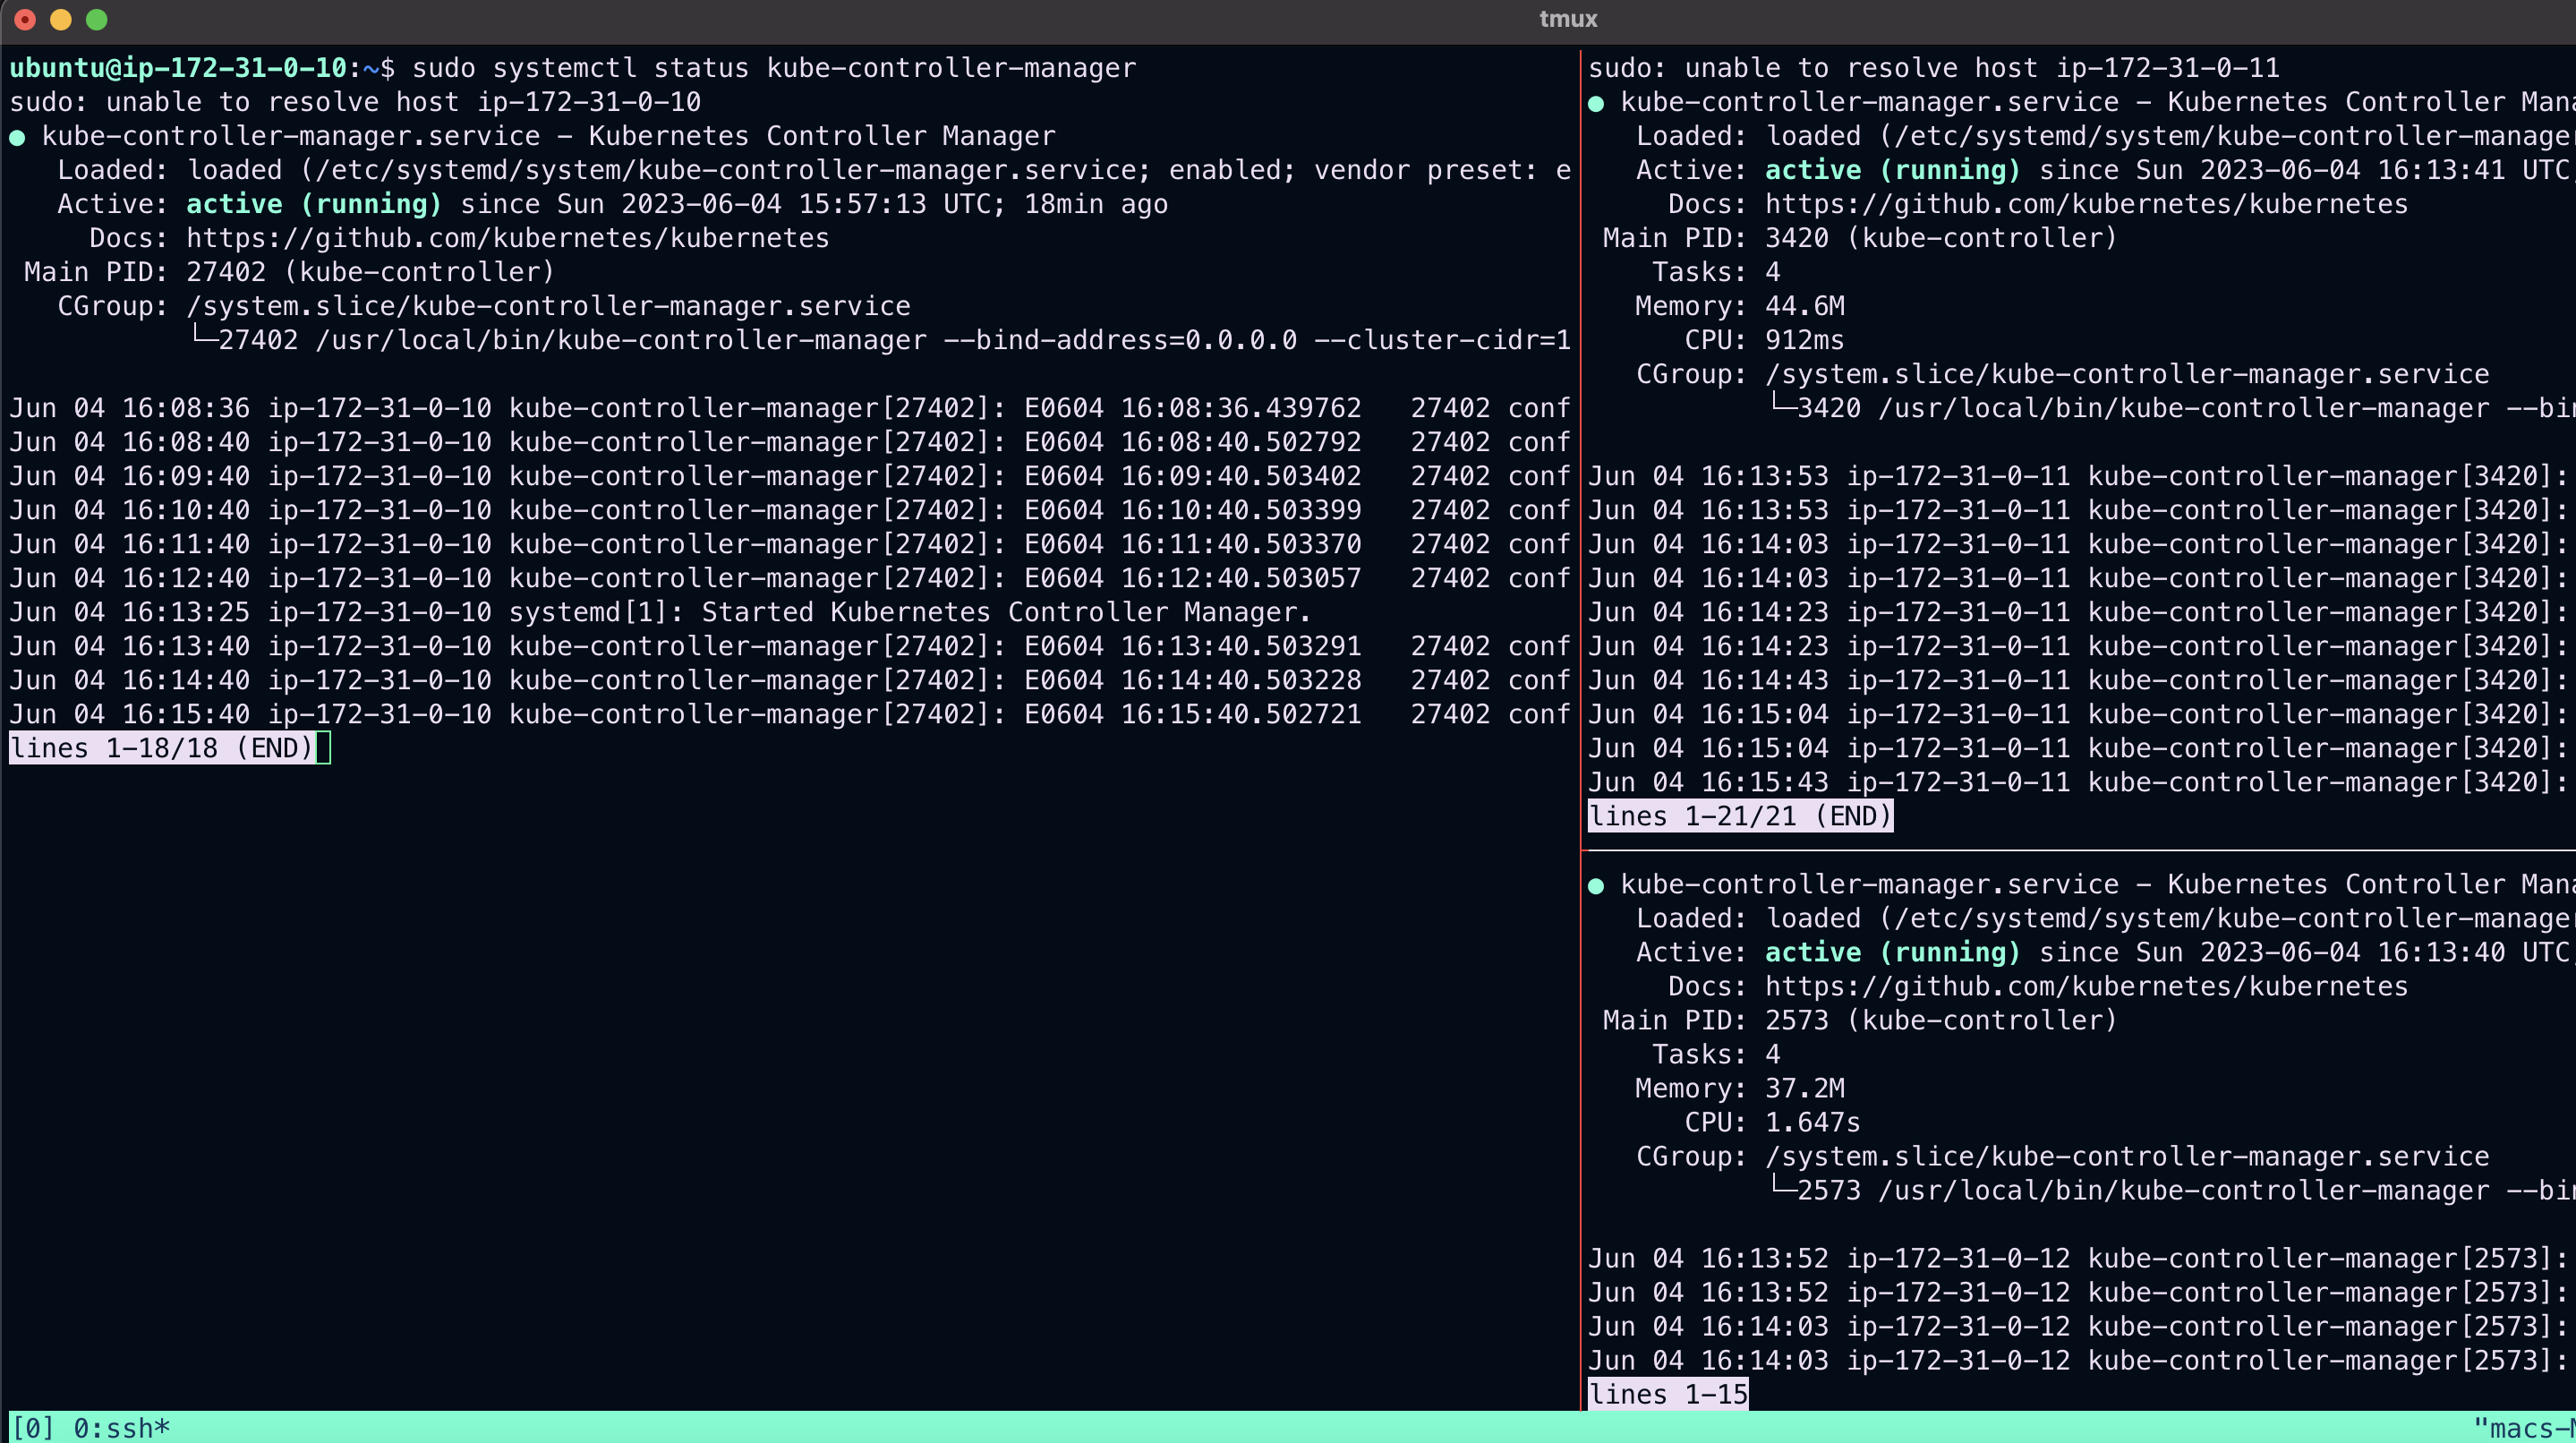 tmux
ubuntu@ip-172-31-0-10:~$ sudo systemctl status kube-controller-manager
sudo: unable to resolve host ip-172-31-0-10
● kube-controller-manager.service - Kubernetes Controller Manager
Loaded: loaded (/etc/systemd/system/kube-controller-manager.service; enabled; vendor preset: e
Active: active (running) since Sun 2023-06-04 15:57:13 UTC; 18min ago
Docs: https://github.com/kubernetes/kubernetes
Main PID: 27402 (kube-controller)
CGroup: /system.slice/kube-controller-manager.service
└─27402 /usr/local/bin/kube-controller-manager --bind-address=0.0.0.0 --cluster-cidr=1
Jun 04 16:08:36 ip-172-31-0-10 kube-controller-manager[27402]: E0604 16:08:36.439762   27402 conf
Jun 04 16:08:40 ip-172-31-0-10 kube-controller-manager[27402]: E0604 16:08:40.502792   27402 conf
Jun 04 16:09:40 ip-172-31-0-10 kube-controller-manager[27402]: E0604 16:09:40.503402   27402 conf
Jun 04 16:10:40 ip-172-31-0-10 kube-controller-manager[27402]: E0604 16:10:40.503399   27402 conf
Jun 04 16:11:40 ip-172-31-0-10 kube-controller-manager[27402]: E0604 16:11:40.503370   27402 conf
Jun 04 16:12:40 ip-172-31-0-10 kube-controller-manager[27402]: E0604 16:12:40.503057   27402 conf
Jun 04 16:13:25 ip-172-31-0-10 systemd[1]: Started Kubernetes Controller Manager.
Jun 04 16:13:40 ip-172-31-0-10 kube-controller-manager[27402]: E0604 16:13:40.503291   27402 conf
Jun 04 16:14:40 ip-172-31-0-10 kube-controller-manager[27402]: E0604 16:14:40.503228   27402 conf
Jun 04 16:15:40 ip-172-31-0-10 kube-controller-manager[27402]: E0604 16:15:40.502721   27402 conf
lines 1-18/18 (END)
sudo: unable to resolve host ip-172-31-0-11
● kube-controller-manager.service - Kubernetes Controller Mana
Loaded: loaded (/etc/systemd/system/kube-controller-manager
Active: active (running) since Sun 2023-06-04 16:13:41 UTC
Docs: https://github.com/kubernetes/kubernetes
Main PID: 3420 (kube-controller)
Tasks: 4
Memory: 44.6M
CPU: 912ms
CGroup: /system.slice/kube-controller-manager.service
└─3420 /usr/local/bin/kube-controller-manager --bin
Jun 04 16:13:53 ip-172-31-0-11 kube-controller-manager[3420]:
Jun 04 16:13:53 ip-172-31-0-11 kube-controller-manager[3420]:
Jun 04 16:14:03 ip-172-31-0-11 kube-controller-manager[3420]:
Jun 04 16:14:03 ip-172-31-0-11 kube-controller-manager[3420]:
Jun 04 16:14:23 ip-172-31-0-11 kube-controller-manager[3420]:
Jun 04 16:14:23 ip-172-31-0-11 kube-controller-manager[3420]:
Jun 04 16:14:43 ip-172-31-0-11 kube-controller-manager[3420]:
Jun 04 16:15:04 ip-172-31-0-11 kube-controller-manager[3420]:
Jun 04 16:15:04 ip-172-31-0-11 kube-controller-manager[3420]:
Jun 04 16:15:43 ip-172-31-0-11 kube-controller-manager[3420]:
lines 1-21/21 (END)
● kube-controller-manager.service - Kubernetes Controller Mana
Loaded: loaded (/etc/systemd/system/kube-controller-manager
Active: active (running) since Sun 2023-06-04 16:13:40 UTC
Docs: https://github.com/kubernetes/kubernetes
Main PID: 2573 (kube-controller)
Tasks: 4
Memory: 37.2M
CPU: 1.647s
CGroup: /system.slice/kube-controller-manager.service
└─2573 /usr/local/bin/kube-controller-manager --bin
Jun 04 16:13:52 ip-172-31-0-12 kube-controller-manager[2573]:
Jun 04 16:13:52 ip-172-31-0-12 kube-controller-manager[2573]:
Jun 04 16:14:03 ip-172-31-0-12 kube-controller-manager[2573]:
Jun 04 16:14:03 ip-172-31-0-12 kube-controller-manager[2573]:
lines 1-15
[0] 0:ssh*
"macs-M